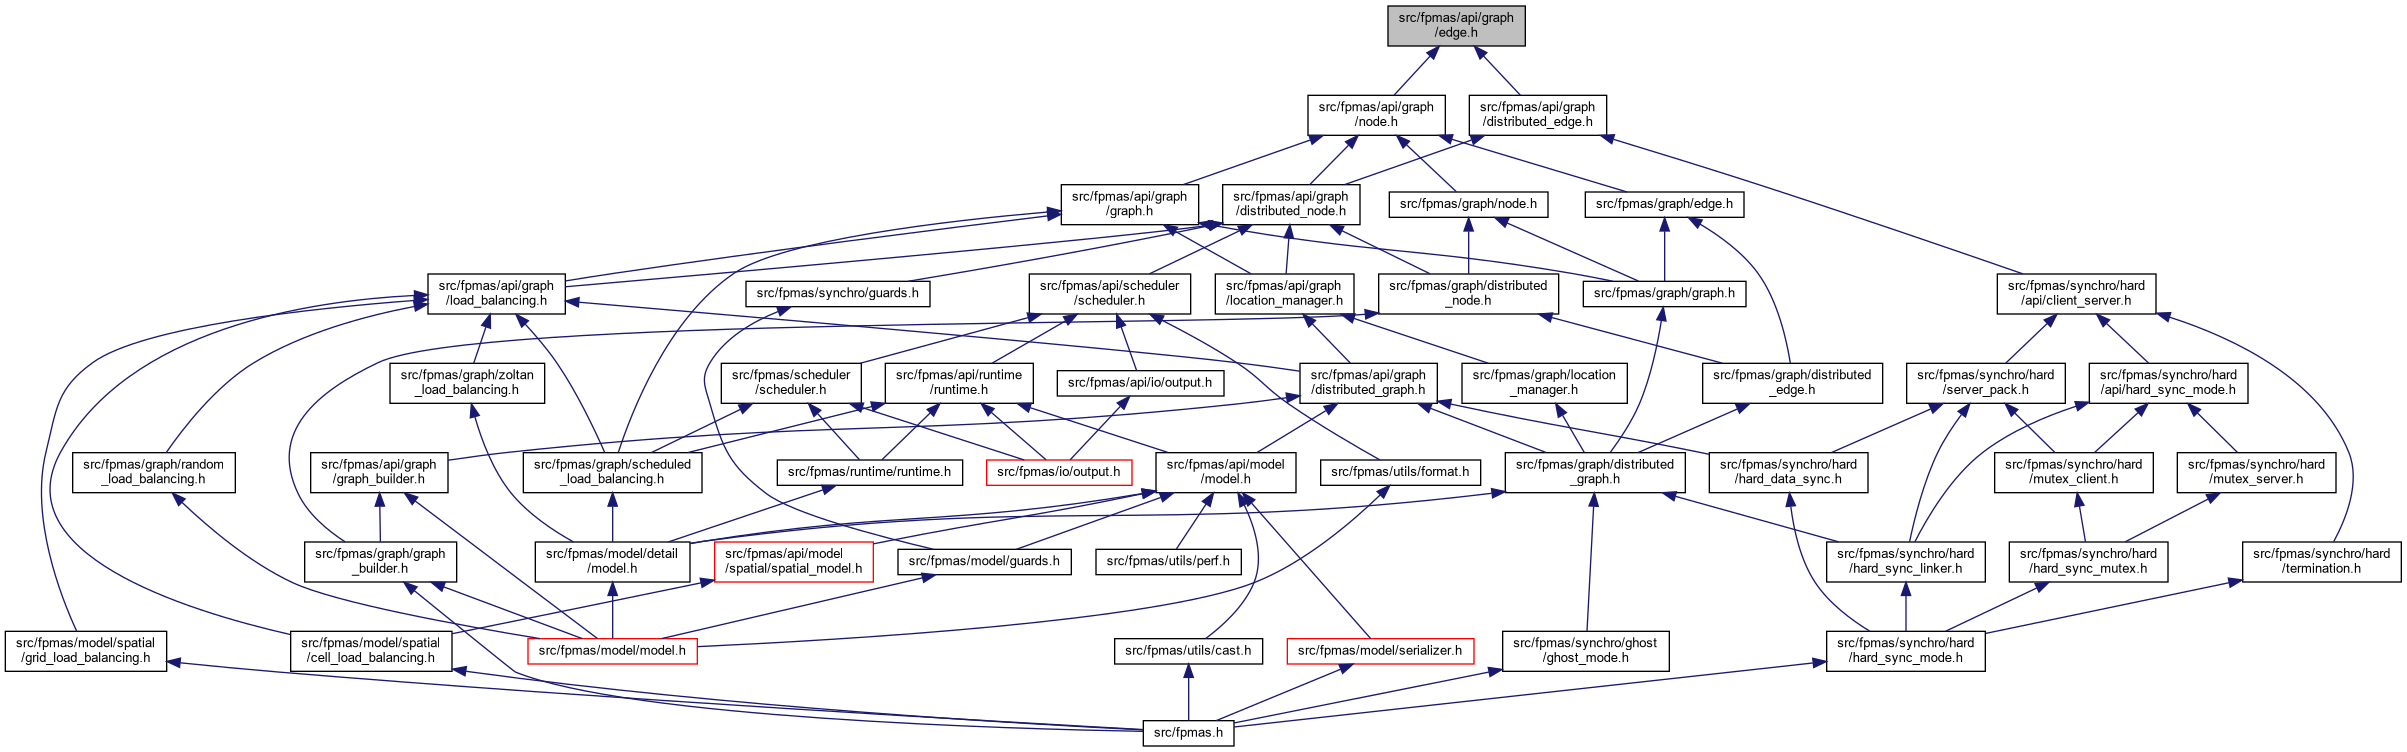 src/fpmas/api/graph
/edge.h
src/fpmas/api/graph
/node.h
src/fpmas/api/graph
/distributed_edge.h
src/fpmas/api/graph
/graph.h
src/fpmas/api/graph
/distributed_node.h
src/fpmas/graph/node.h
src/fpmas/graph/edge.h
src/fpmas/api/graph
/load_balancing.h
src/fpmas/synchro/guards.h
src/fpmas/api/scheduler
/scheduler.h
src/fpmas/api/graph
/location_manager.h
src/fpmas/graph/distributed
_node.h
src/fpmas/graph/graph.h
src/fpmas/synchro/hard
/api/client_server.h
src/fpmas/graph/zoltan
_load_balancing.h
src/fpmas/scheduler
/scheduler.h
src/fpmas/api/runtime
/runtime.h
src/fpmas/api/io/output.h
src/fpmas/api/graph
/distributed_graph.h
src/fpmas/graph/location
_manager.h
src/fpmas/graph/distributed
_edge.h
src/fpmas/synchro/hard
/server_pack.h
src/fpmas/synchro/hard
/api/hard_sync_mode.h
src/fpmas/graph/random
_load_balancing.h
src/fpmas/api/graph
/graph_builder.h
src/fpmas/graph/scheduled
_load_balancing.h
src/fpmas/runtime/runtime.h
src/fpmas/io/output.h
src/fpmas/api/model
/model.h
src/fpmas/utils/format.h
src/fpmas/graph/distributed
_graph.h
src/fpmas/synchro/hard
/hard_data_sync.h
src/fpmas/synchro/hard
/mutex_client.h
src/fpmas/synchro/hard
/mutex_server.h
src/fpmas/graph/graph
_builder.h
src/fpmas/model/detail
/model.h
src/fpmas/api/model
/spatial/spatial_model.h
src/fpmas/model/guards.h
src/fpmas/utils/perf.h
src/fpmas/synchro/hard
/hard_sync_linker.h
src/fpmas/synchro/hard
/hard_sync_mutex.h
src/fpmas/synchro/hard
/termination.h
src/fpmas/model/spatial
/grid_load_balancing.h
src/fpmas/model/spatial
/cell_load_balancing.h
src/fpmas/model/model.h
src/fpmas/utils/cast.h
src/fpmas/model/serializer.h
src/fpmas/synchro/ghost
/ghost_mode.h
src/fpmas/synchro/hard
/hard_sync_mode.h
src/fpmas.h